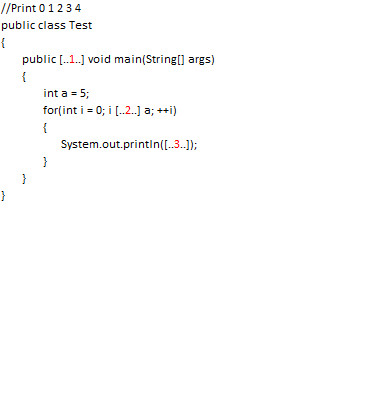 //Print 0 1 2 3 4
public class Test
{
public [..1..] void main(String[] args)
{
int a = 5;
for(int i = 0; i [..2..] a; ++i)
{
System.out.println([..3..]);
}
}
}